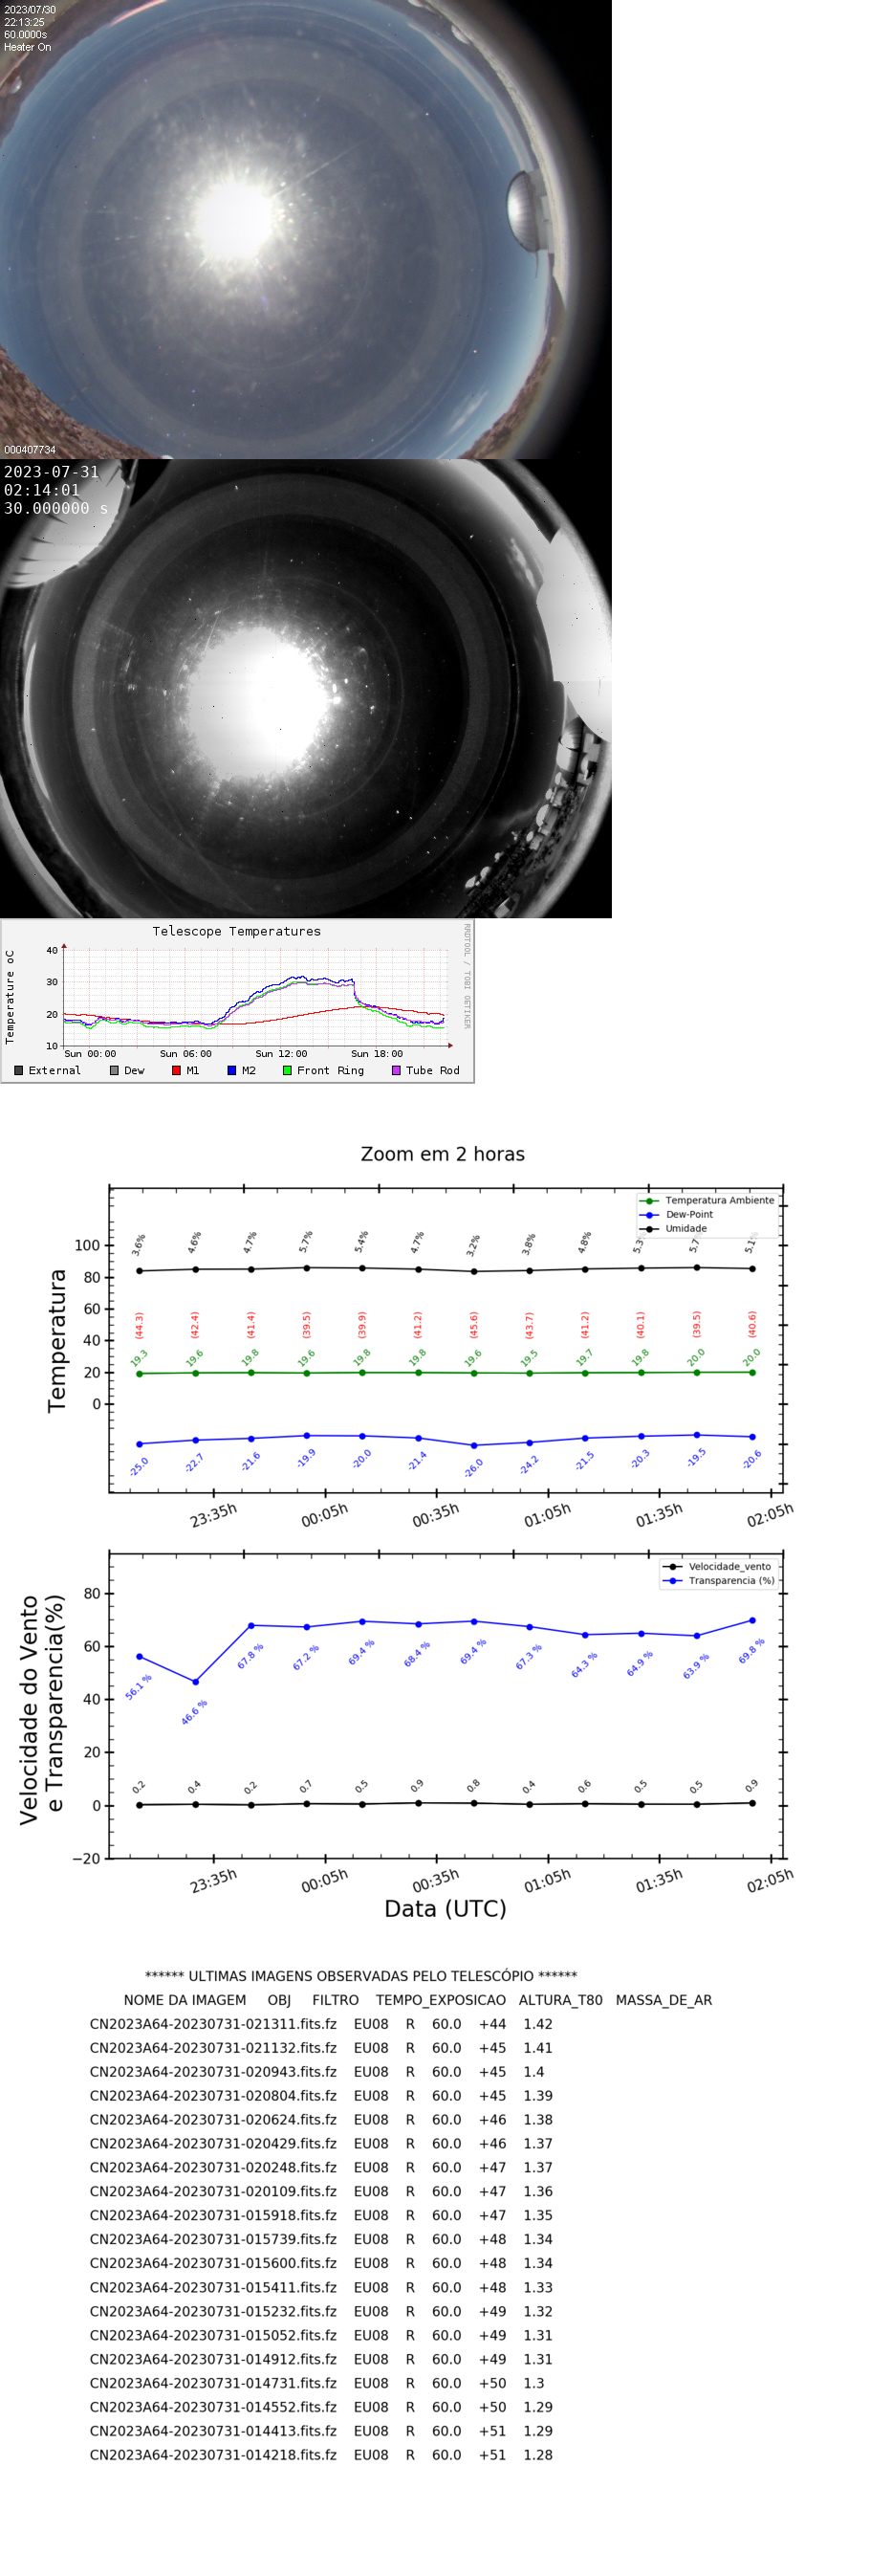 2023/07/30
22:13:25
60.0000s
Heater On
000407734
2023-07-31
02:14:01
30.000000 s
Telescope Temperatures
RRDTOOL / TOBI OETIKER
Temperature oC
40
30
20
10
Sun 00:00 Sun 06:00 Sun 12:00 Sun 18:00
External Dew M1 M2 Front Ring Tube Rod
Zoom em 2 horas
Temperatura Ambiente
Dew-Point
Umidade
Temperatura
100
80
60
40
20
0
3.6% 4.6% 4.7% 5.7% 5.4% 4.7% 3.2% 3.8% 4.8% 5.3 5.7 5.1%
(44.3) (42.4) (41.4) (39.5) (39.9) (41.2) (45.6) (43.7) (41.2) (40.1) (39.5) (40.6)
19.3 19.6 19.8 19.6 19.8 19.8 19.6 19.5 19.7 19.8 20.0 20.0
-25.0 -22.7 -21.6 -19.9 -20.0 -21.4 -26.0 -24.2 -21.5 -20.3 -19.5 -20.6
23:35h 00:05h 00:35h 01:05h 01:35h 02:05h
Velocidade_vento
Transparencia (%)
Velocidade do Vento
e Transparencia(%)
80
60
40
20
0
−20
56.1 % 46.6 % 67.8 % 67.2 % 69.4 % 68.4 % 69.4 % 67.3 % 64.3 % 64.9 % 63.9 % 69.8 %
0.2 0.4 0.2 0.7 0.5 0.9 0.8 0.4 0.6 0.5 0.5 0.9
23:35h 00:05h 00:35h 01:05h 01:35h 02:05h
Data (UTC)
****** ULTIMAS IMAGENS OBSERVADAS PELO TELESCÓPIO ******
NOME DA IMAGEM OBJ FILTRO TEMPO_EXPOSICAO ALTURA_T80 MASSA_DE_AR
CN2023A64-20230731-021311.fits.fz EU08 R 60.0 +44 1.42
CN2023A64-20230731-021132.fits.fz EU08 R 60.0 +45 1.41
CN2023A64-20230731-020943.fits.fz EU08 R 60.0 +45 1.4
CN2023A64-20230731-020804.fits.fz EU08 R 60.0 +45 1.39
CN2023A64-20230731-020624.fits.fz EU08 R 60.0 +46 1.38
CN2023A64-20230731-020429.fits.fz EU08 R 60.0 +46 1.37
CN2023A64-20230731-020248.fits.fz EU08 R 60.0 +47 1.37
CN2023A64-20230731-020109.fits.fz EU08 R 60.0 +47 1.36
CN2023A64-20230731-015918.fits.fz EU08 R 60.0 +47 1.35
CN2023A64-20230731-015739.fits.fz EU08 R 60.0 +48 1.34
CN2023A64-20230731-015600.fits.fz EU08 R 60.0 +48 1.34
CN2023A64-20230731-015411.fits.fz EU08 R 60.0 +48 1.33
CN2023A64-20230731-015232.fits.fz EU08 R 60.0 +49 1.32
CN2023A64-20230731-015052.fits.fz EU08 R 60.0 +49 1.31
CN2023A64-20230731-014912.fits.fz EU08 R 60.0 +49 1.31
CN2023A64-20230731-014731.fits.fz EU08 R 60.0 +50 1.3
CN2023A64-20230731-014552.fits.fz EU08 R 60.0 +50 1.29
CN2023A64-20230731-014413.fits.fz EU08 R 60.0 +51 1.29
CN2023A64-20230731-014218.fits.fz EU08 R 60.0 +51 1.28